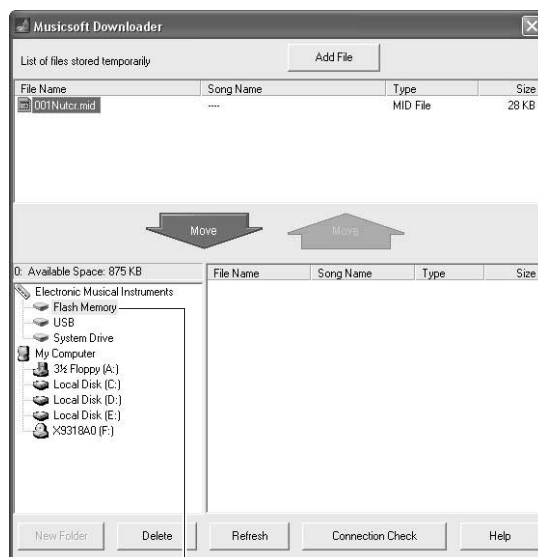 Musicsoft Downloader
List of files stored temporarily
Add File
File Name Song Name Type Size
001Nutcr.mid ---- MID File 28 KB
Move Move
0: Available Space: 875 KB
File Name Song Name Type Size
Electronic Musical Instruments
Flash Memory
USB
System Drive
My Computer
3½ Floppy (A:)
Local Disk (C:)
Local Disk (D:)
Local Disk (E:)
X9318A0 (F:)
New Folder Delete Refresh Connection Check Help